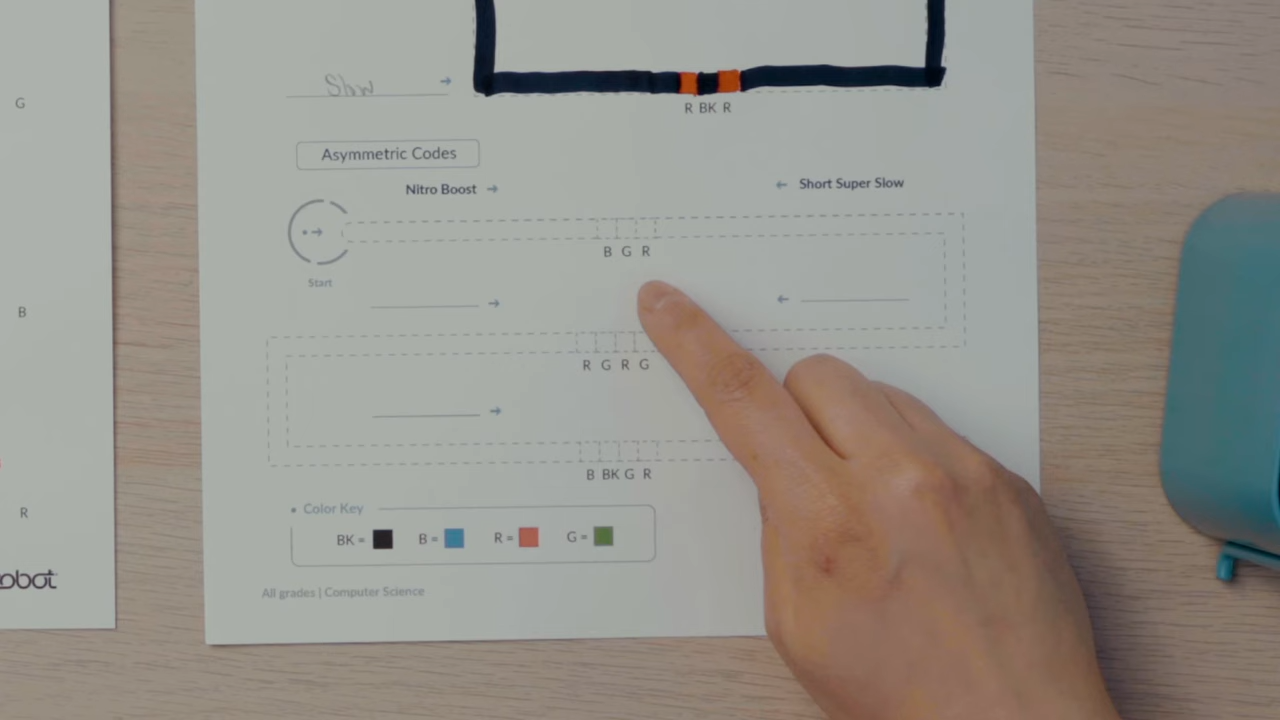 G
Slow →
R BK R
Asymmetric Codes
Nitro Boost →
← Short Super Slow
B G R
Start
R G R G
B
B BK G R
Color Key
BK = B = R = G =
R
obot
All grades | Computer Science